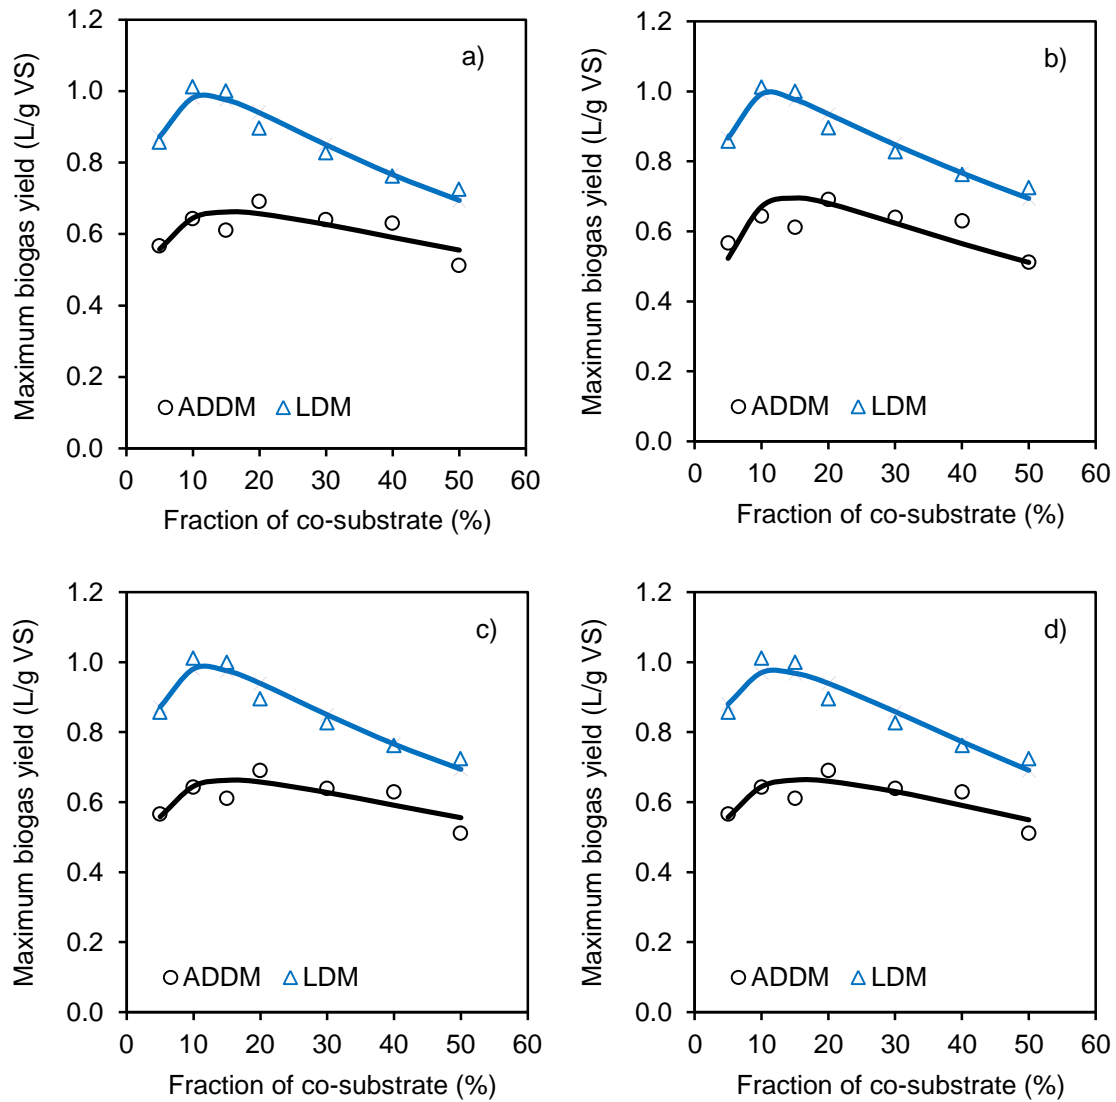 a)
Maximum biogas yield (L/g VS)
1.2
1.0
0.8
0.6
0.4
0.2
0.0
ADDM LDM
0 10 20 30 40 50 60
Fraction of co-substrate (%)
b)
Maximum biogas yield (L/g VS)
1.2
1.0
0.8
0.6
0.4
0.2
0.0
ADDM LDM
0 10 20 30 40 50 60
Fraction of co-substrate (%)
c)
Maximum biogas yield (L/g VS)
1.2
1.0
0.8
0.6
0.4
0.2
0.0
ADDM LDM
0 10 20 30 40 50 60
Fraction of co-substrate (%)
d)
Maximum biogas yield (L/g VS)
1.2
1.0
0.8
0.6
0.4
0.2
0.0
ADDM LDM
0 10 20 30 40 50 60
Fraction of co-substrate (%)